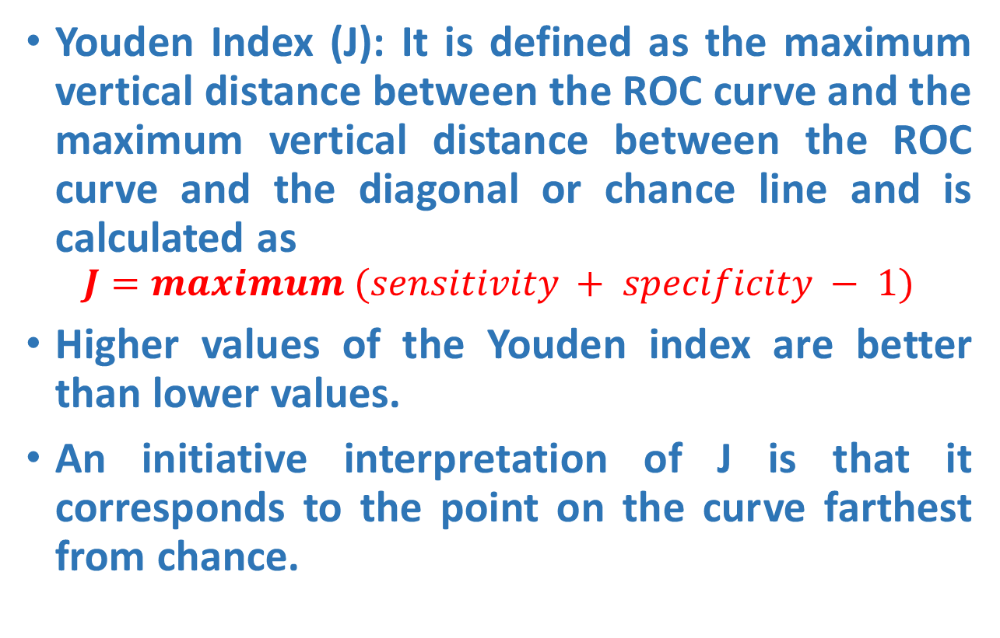 • Youden Index (J): It is defined as the maximum
vertical distance between the ROC curve and the
maximum vertical distance between the ROC
curve and the diagonal or chance line and is
calculated as
J = maximum (sensitivity + specificity − 1)
• Higher values of the Youden index are better
than lower values.
• An initiative interpretation of J is that it
corresponds to the point on the curve farthest
from chance.